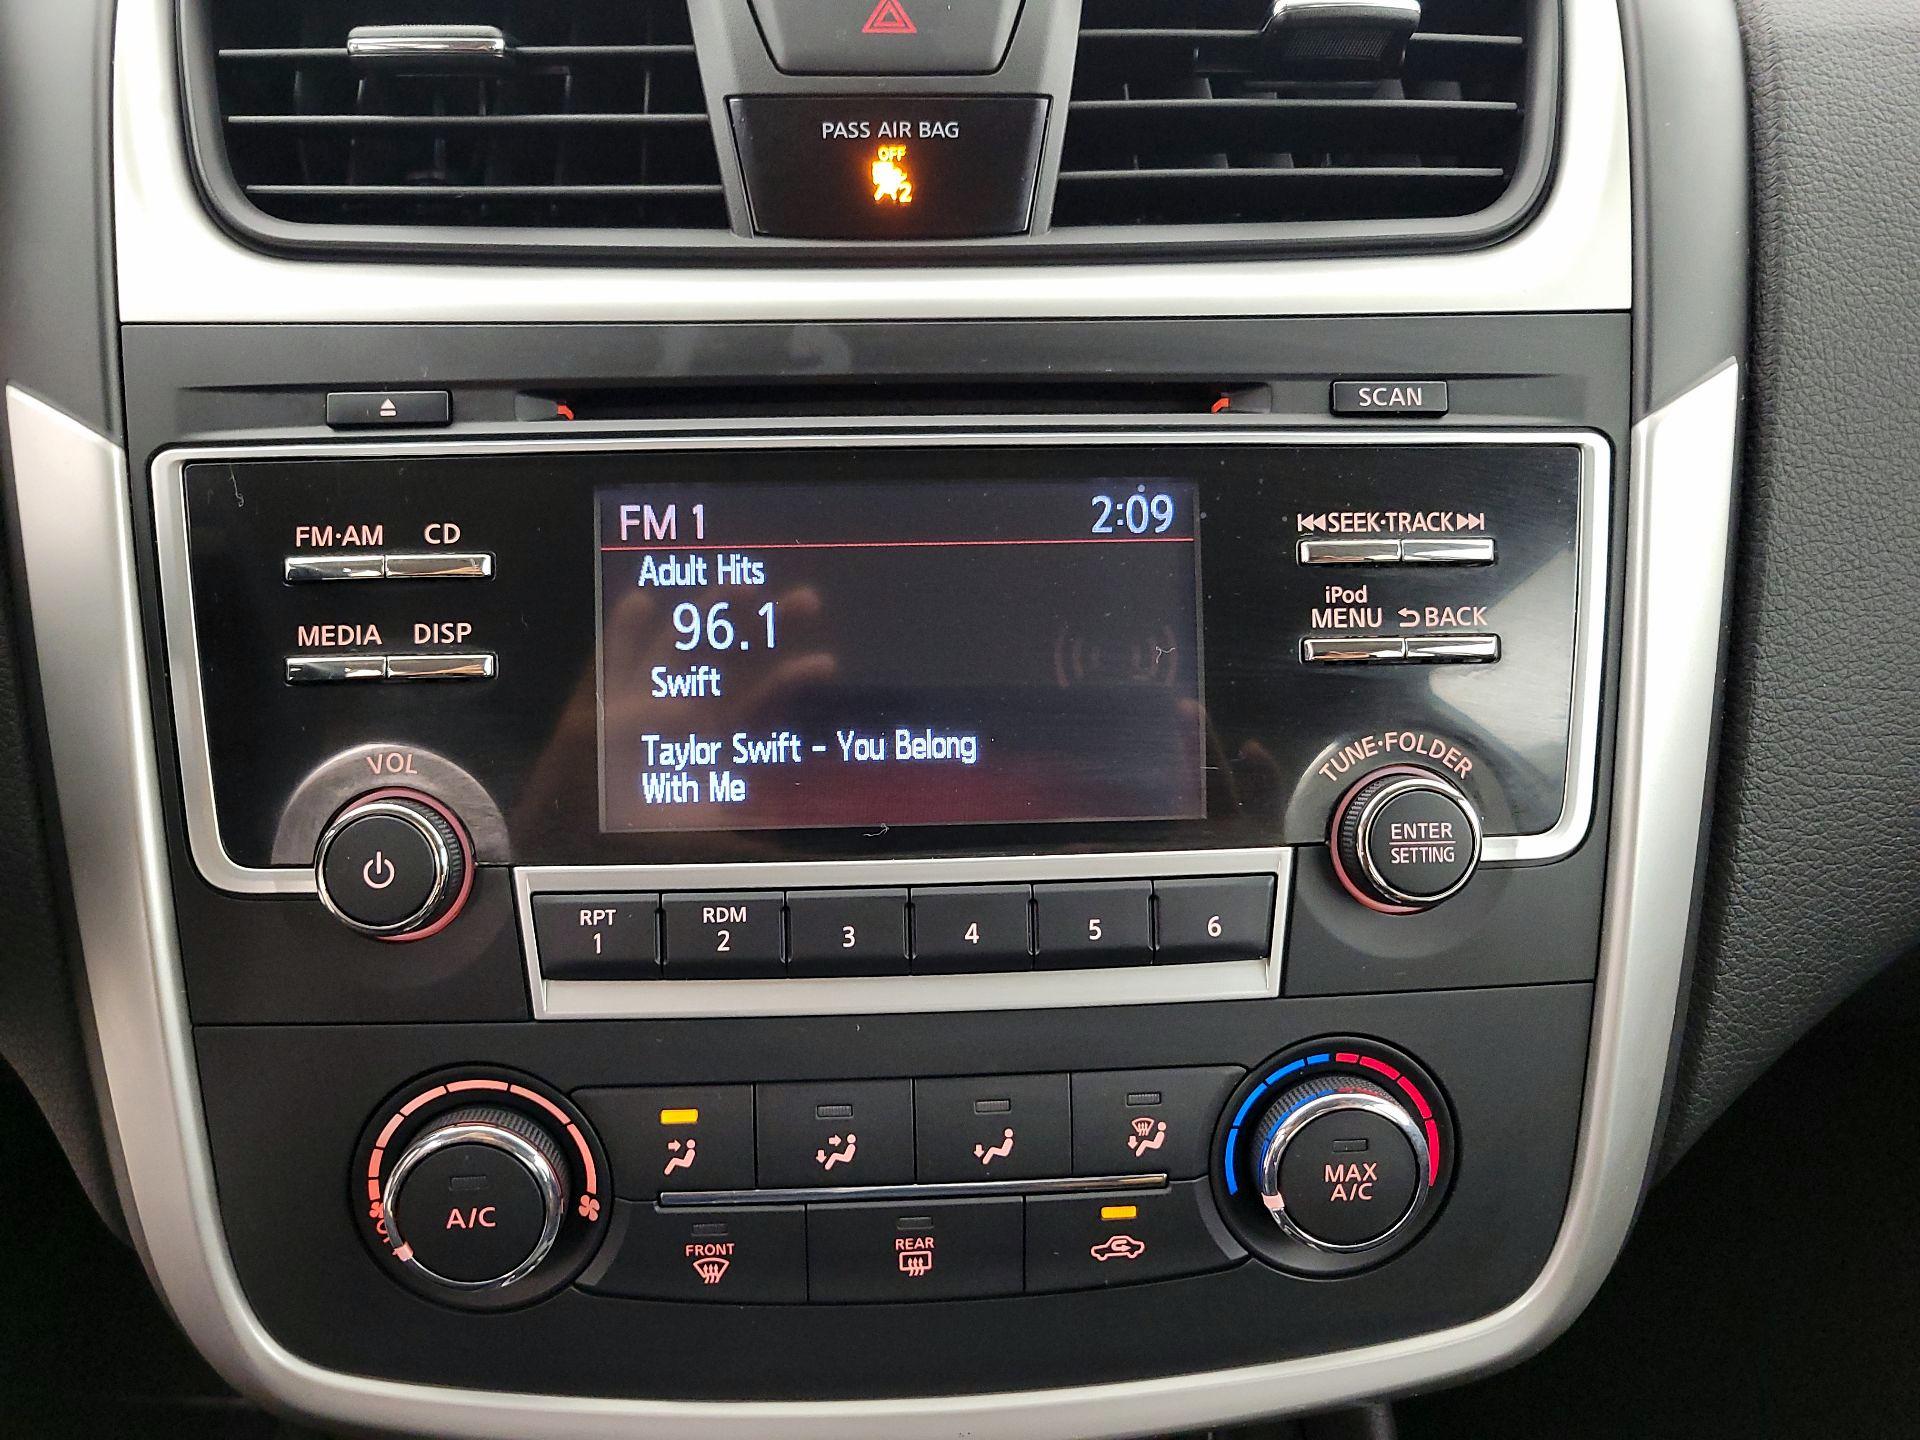 PASS AIR BAG
OFF
2
SCAN
FM·AM CD
MEDIA DISP
VOL
FM 1 2:09
Adult Hits
96.1
Swift
Taylor Swift - You Belong
With Me
SEEK·TRACK
iPod
MENU BACK
TUNE·FOLDER
ENTER
SETTING
RPT
1
RDM
2
3
4
5
6
A/C
MAX
A/C
FRONT
REAR